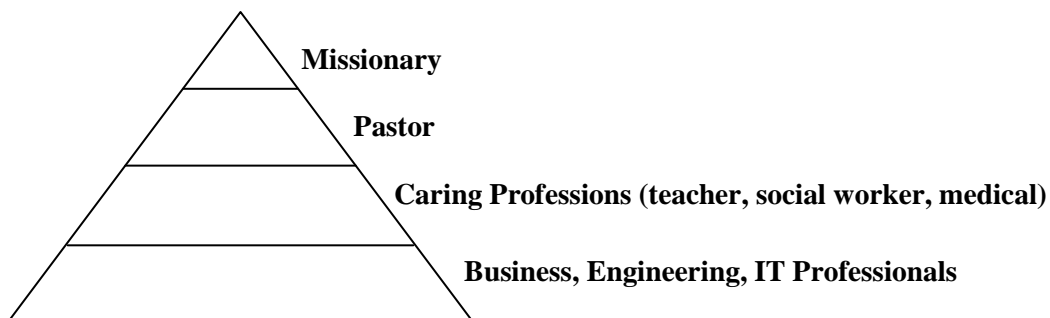 Missionary
Pastor
Caring Professions (teacher, social worker, medical)
Business, Engineering, IT Professionals